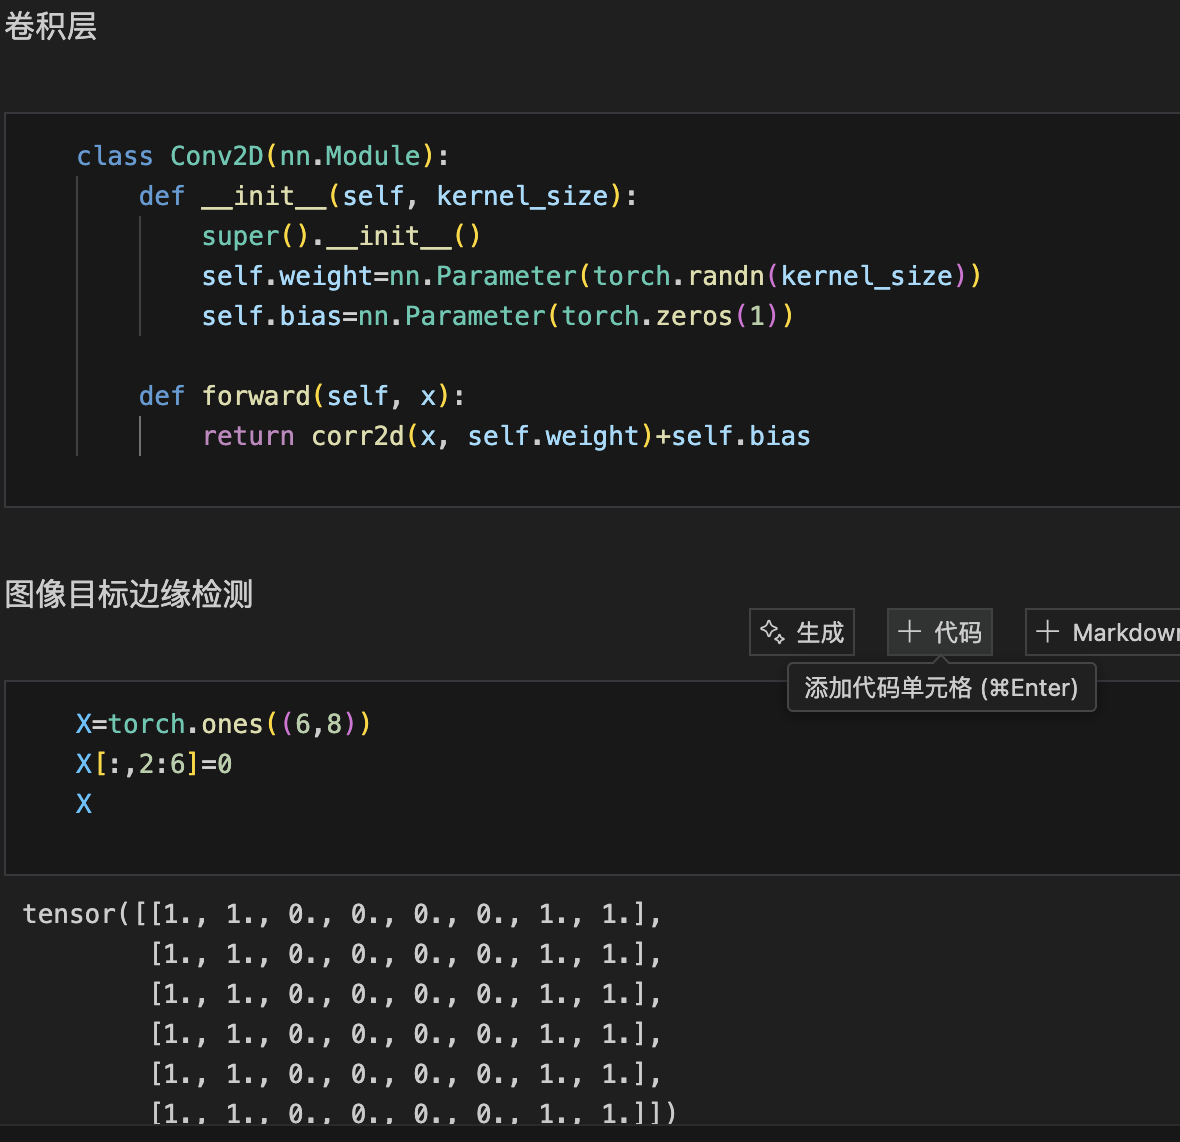 卷积层
class Conv2D(nn.Module):
    def __init__(self, kernel_size):
        super().__init__()
        self.weight=nn.Parameter(torch.randn(kernel_size))
        self.bias=nn.Parameter(torch.zeros(1))
    def forward(self, x):
        return corr2d(x, self.weight)+self.bias
图像目标边缘检测
生成 代码 Markdown
添加代码单元格 (⌘Enter)
X=torch.ones((6,8))
X[:,2:6]=0
X
tensor([[1., 1., 0., 0., 0., 0., 1., 1.],
        [1., 1., 0., 0., 0., 0., 1., 1.],
        [1., 1., 0., 0., 0., 0., 1., 1.],
        [1., 1., 0., 0., 0., 0., 1., 1.],
        [1., 1., 0., 0., 0., 0., 1., 1.],
        [1., 1., 0., 0., 0., 0., 1., 1.]])